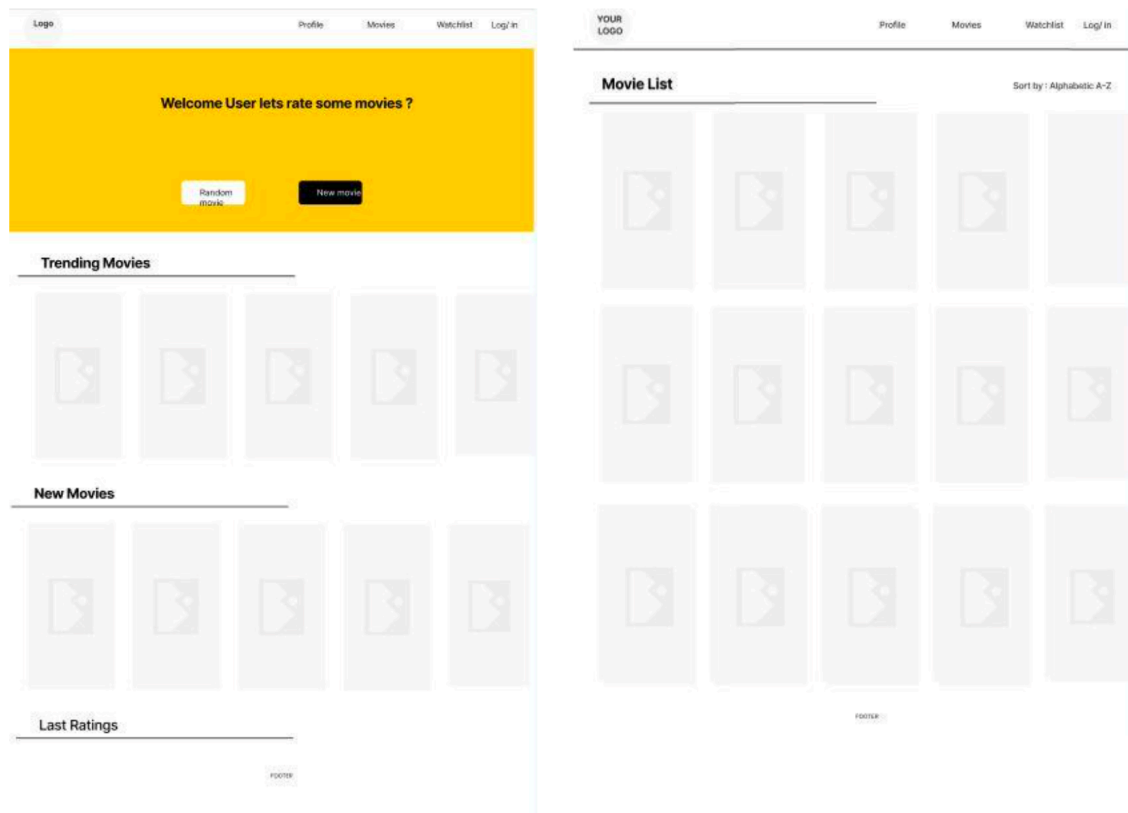 Logo
Profile Movies Watchlist Log/ in
Welcome User lets rate some movies ?
Random
movie
New movie
Trending Movies
New Movies
Last Ratings
FOOTER
YOUR
LOGO
Profile Movies Watchlist Log/ in
Movie List
Sort by : Alphabetic A-Z
FOOTER